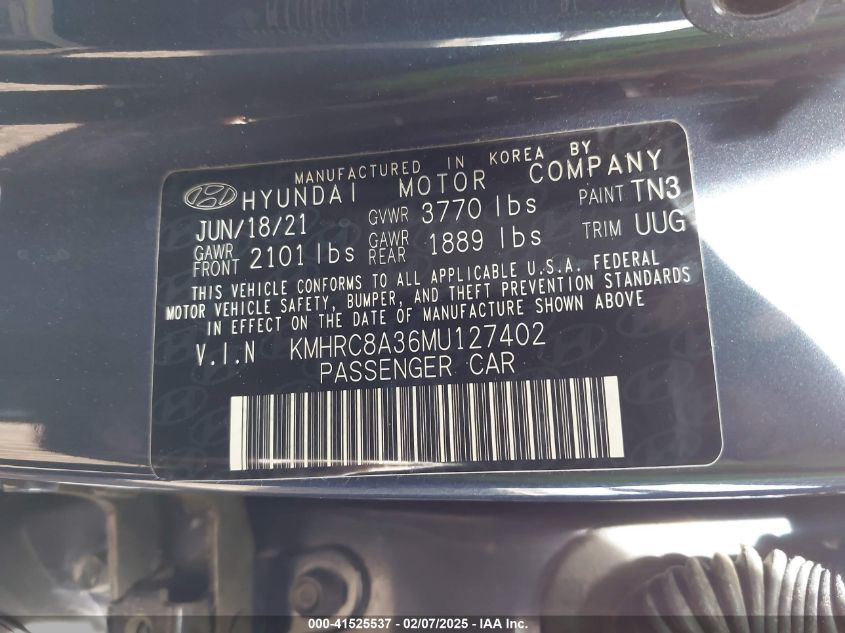 MANUFACTURED IN KOREA BY
HYUNDAI MOTOR COMPANY
JUN/18/21 GVWR 3770 lbs PAINT TN3
GAWR FRONT 2101 lbs GAWR REAR 1889 lbs TRIM UUG
THIS VEHICLE CONFORMS TO ALL APPLICABLE U.S.A. FEDERAL
MOTOR VEHICLE SAFETY, BUMPER, AND THEFT PREVENTION STANDARDS
IN EFFECT ON THE DATE OF MANUFACTURE SHOWN ABOVE
V.I.N KMHRC8A36MU127402
PASSENGER CAR
000-41525537 - 02/07/2025 - IAA Inc.